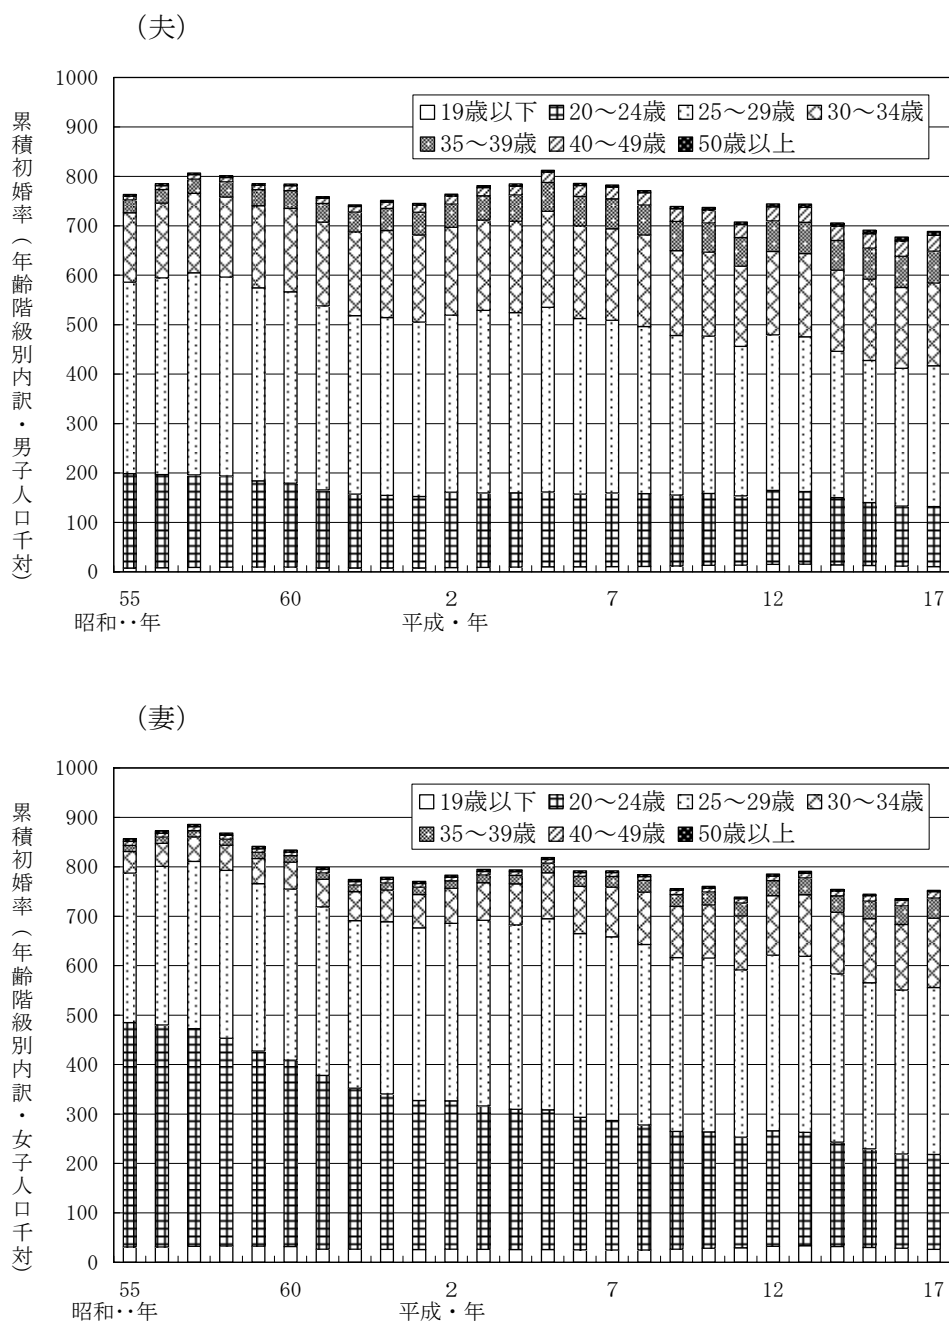 （夫）
累積初婚率（年齢階級別内訳・男子人口千対）
1000
900
800
700
600
500
400
300
200
100
0
19歳以下 20～24歳 25～29歳 30～34歳
35～39歳 40～49歳 50歳以上
55 60 2 7 12 17
昭和・・年 平成・年
（妻）
累積初婚率（年齢階級別内訳・女子人口千対）
1000
900
800
700
600
500
400
300
200
100
0
19歳以下 20～24歳 25～29歳 30～34歳
35～39歳 40～49歳 50歳以上
55 60 2 7 12 17
昭和・・年 平成・年